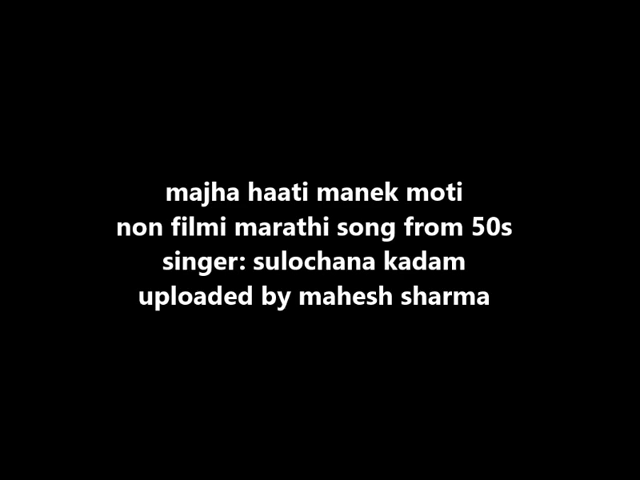 majha haati manek moti
non filmi marathi song from 50s
singer: sulochana kadam
uploaded by mahesh sharma